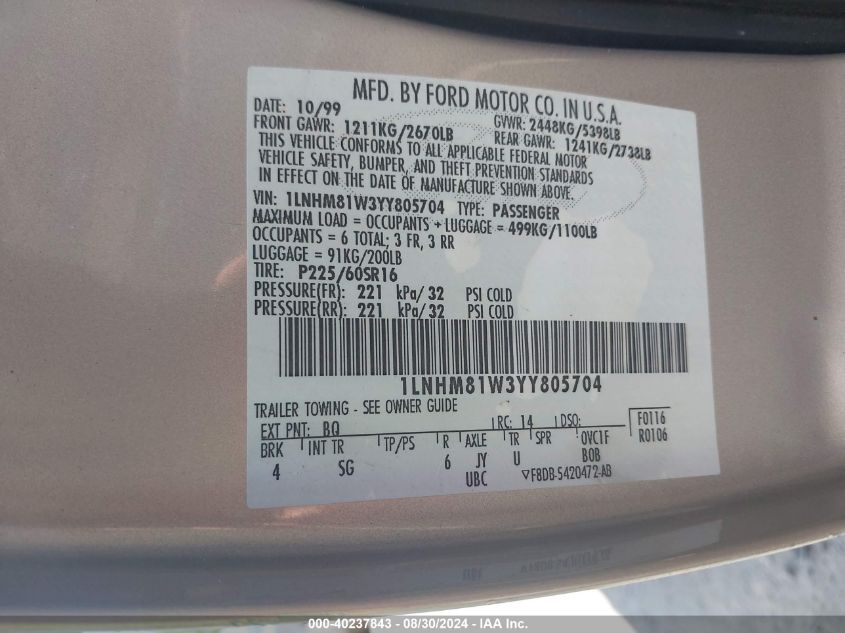 MFD. BY FORD MOTOR CO. IN U.S.A.
DATE: 10/99 GVWR: 2448KG/5398LB
FRONT GAWR: 1211KG/2670LB REAR GAWR: 1241KG/2738LB
THIS VEHICLE CONFORMS TO ALL APPLICABLE FEDERAL MOTOR
VEHICLE SAFETY, BUMPER, AND THEFT PREVENTION STANDARDS
IN EFFECT ON THE DATE OF MANUFACTURE SHOWN ABOVE.
VIN: 1LNHM81W3YY805704 TYPE: PASSENGER
MAXIMUM LOAD = OCCUPANTS + LUGGAGE = 499KG/1100LB
OCCUPANTS = 6 TOTAL; 3 FR, 3 RR
LUGGAGE = 91KG/200LB
TIRE: P225/60SR16
PRESSURE(FR): 221 kPa/ 32 PSI COLD
PRESSURE(RR): 221 kPa/ 32 PSI COLD
1LNHM81W3YY805704
TRAILER TOWING - SEE OWNER GUIDE
EXT PNT: BQ RC: 14 DSO: F0116
BRK INT TR TP/PS R AXLE TR SPR OVC1F R0106
4 SG 6 JY U BOB
UBC ▽F8DB-5420472-AB
000-40237843 - 08/30/2024 - IAA Inc.